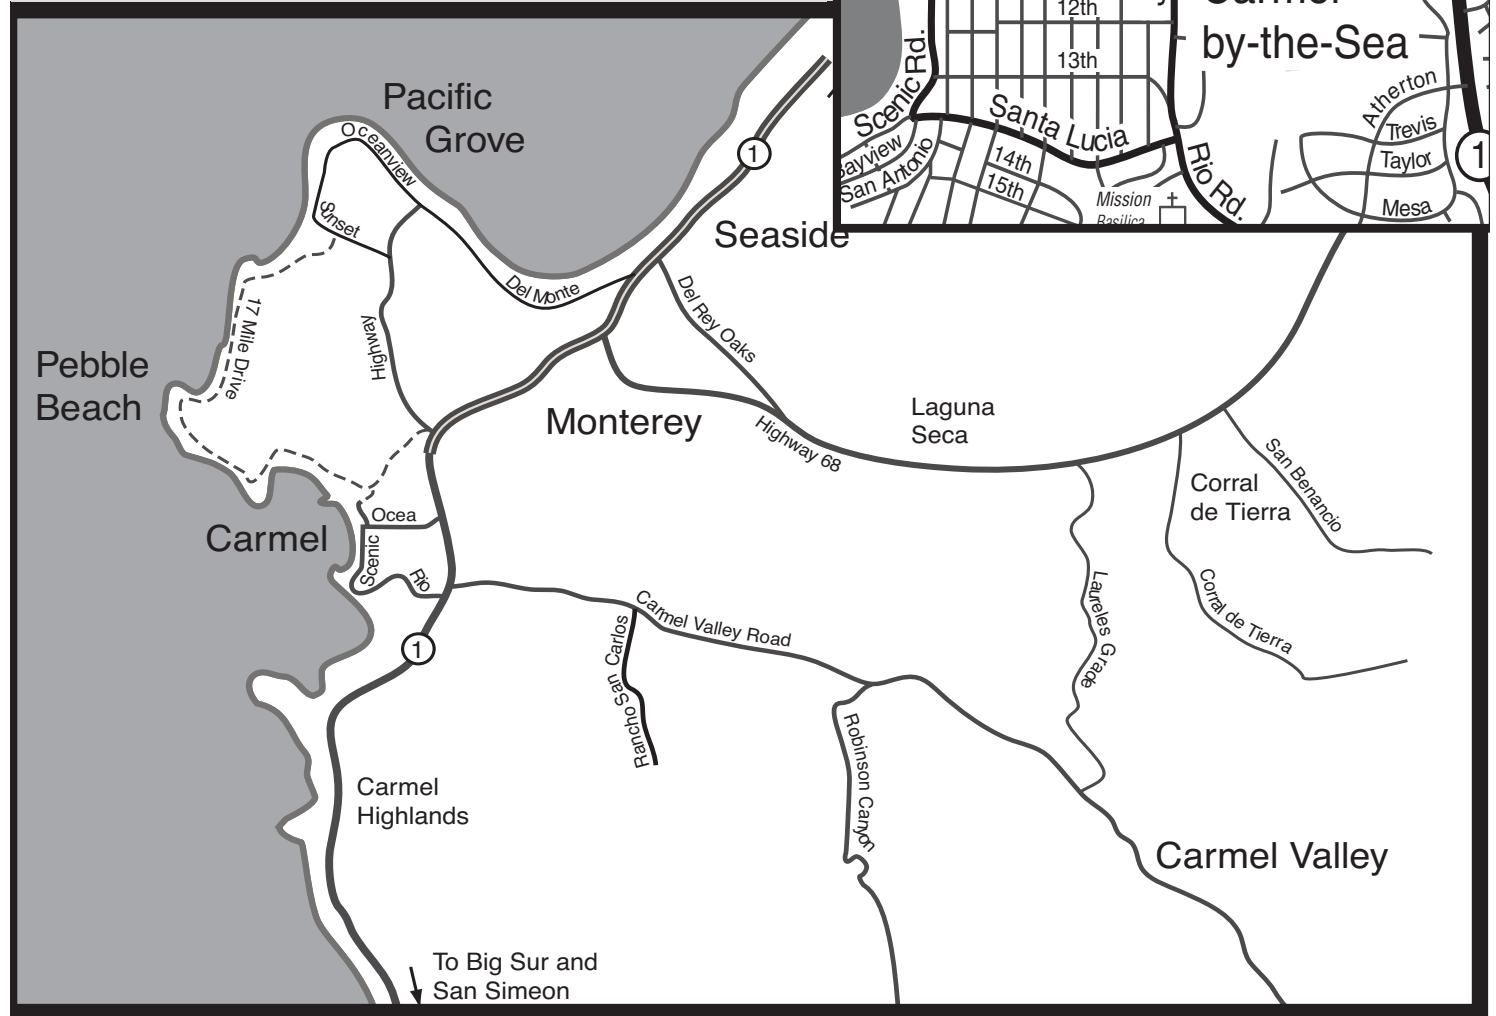 12th
by-the-Sea
13th
Scenic Rd.
Santa Lucia
Atherton
Trevis
Taylor
Mesa
1
Bayview
San Antonio
14th
15th
Rio Rd.
Mission
Basilica
Pacific
Grove
Oceanview
Sunset
1
Seaside
Del Monte
Del Rey Oaks
17 Mile Drive
Highway
Pebble
Beach
Monterey
Highway 68
Laguna
Seca
San Benancio
Corral
de Tierra
Corral de Tierra
Ocea
Carmel
Scenic
Rio
Laureles Grade
Carmel Valley Road
Rancho San Carlos
1
Robinson Canyon
Carmel
Highlands
Carmel Valley
To Big Sur and
San Simeon